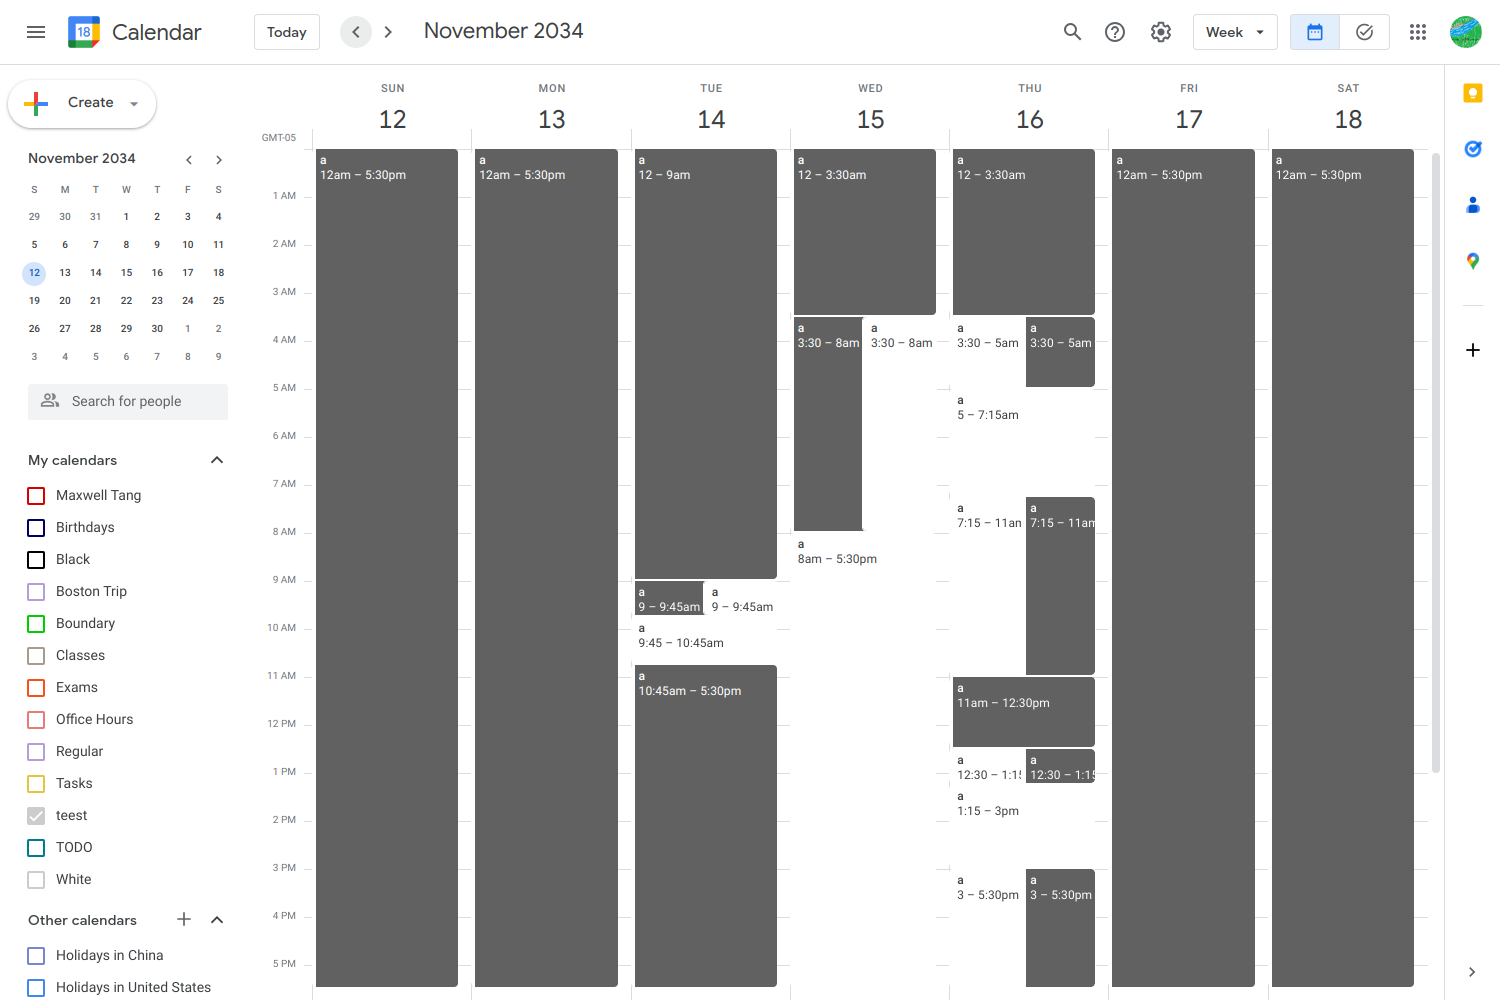 18 Calendar
Today
November 2034
Week
Create
November 2034
S M T W T F S
29 30 31 1 2 3 4
5 6 7 8 9 10 11
12 13 14 15 16 17 18
19 20 21 22 23 24 25
26 27 28 29 30 1 2
3 4 5 6 7 8 9
Search for people
My calendars
Maxwell Tang
Birthdays
Black
Boston Trip
Boundary
Classes
Exams
Office Hours
Regular
Tasks
teest
TODO
White
Other calendars
Holidays in China
Holidays in United States
GMT-05
1 AM
2 AM
3 AM
4 AM
5 AM
6 AM
7 AM
8 AM
9 AM
10 AM
11 AM
12 PM
1 PM
2 PM
3 PM
4 PM
5 PM
SUN
12
a
12am – 5:30pm
MON
13
a
12am – 5:30pm
TUE
14
a
12 – 9am
a
9 – 9:45am
a
9 – 9:45am
a
9:45 – 10:45am
a
10:45am – 5:30pm
WED
15
a
12 – 3:30am
a
3:30 – 8am
a
3:30 – 8am
a
8am – 5:30pm
THU
16
a
12 – 3:30am
a
3:30 – 5am
a
3:30 – 5am
a
5 – 7:15am
a
7:15 – 11am
a
7:15 – 11am
a
11am – 12:30pm
a
12:30 – 1:15
a
12:30 – 1:15
a
1:15 – 3pm
a
3 – 5:30pm
a
3 – 5:30pm
FRI
17
a
12am – 5:30pm
SAT
18
a
12am – 5:30pm